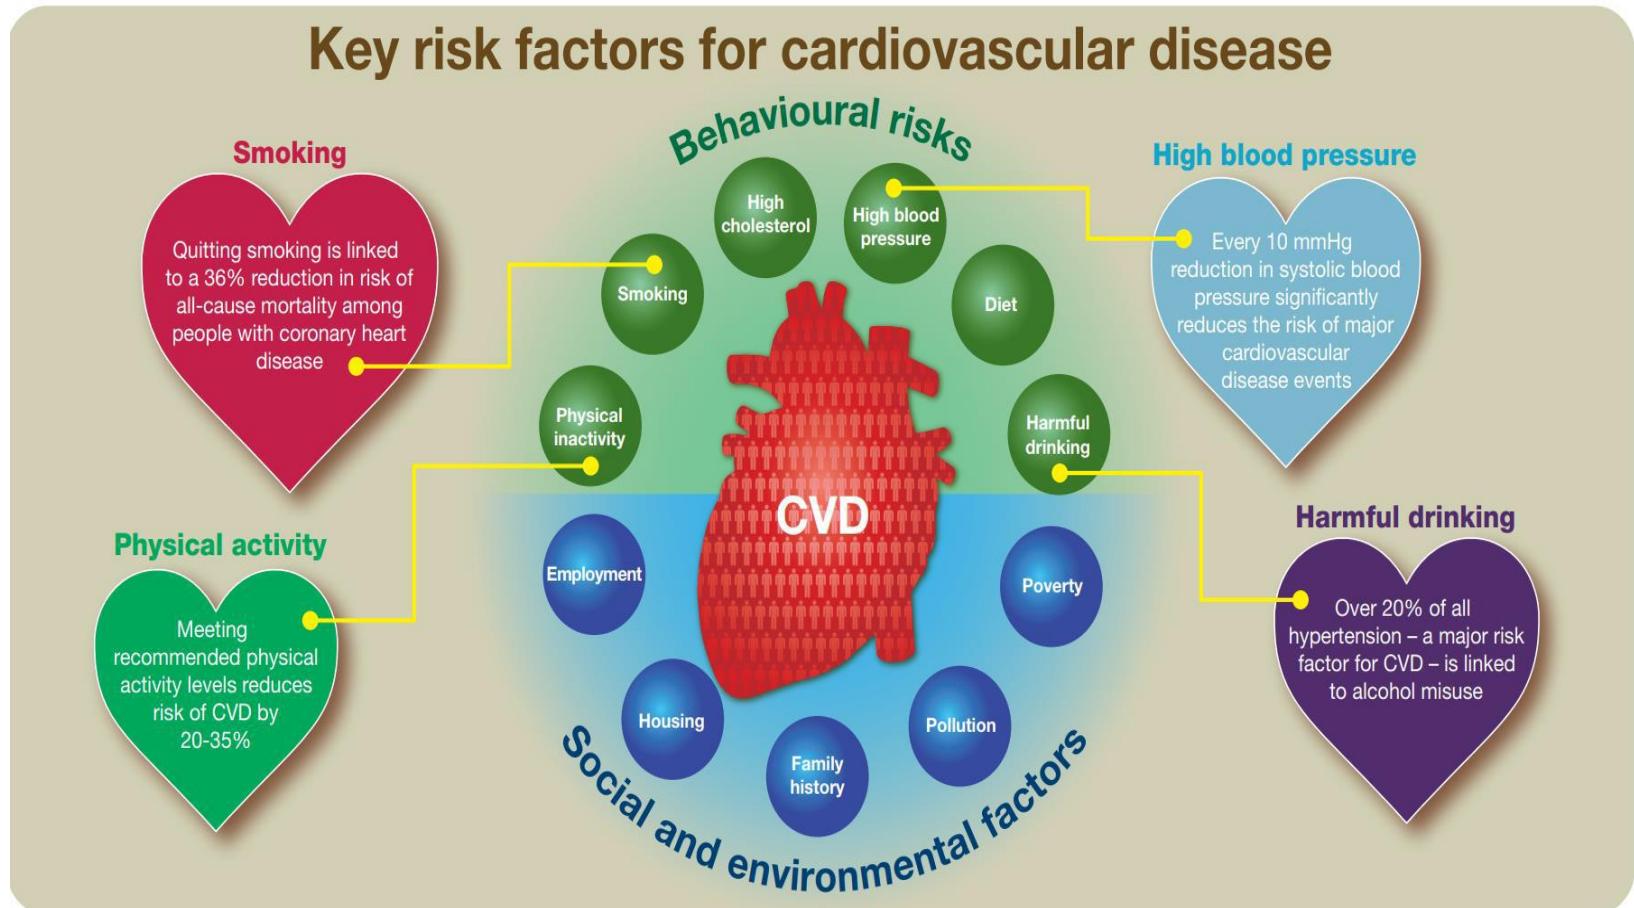 Key risk factors for cardiovascular disease
Behavioural risks
Smoking
Quitting smoking is linked
to a 36% reduction in risk of
all-cause mortality among
people with coronary heart
disease
High blood pressure
Every 10 mmHg
reduction in systolic blood
pressure significantly
reduces the risk of major
cardiovascular
disease events
High
cholesterol
High blood
pressure
Smoking
Diet
Physical
inactivity
Harmful
drinking
CVD
Physical activity
Meeting
recommended physical
activity levels reduces
risk of CVD by
20-35%
Harmful drinking
Over 20% of all
hypertension – a major risk
factor for CVD – is linked
to alcohol misuse
Employment
Poverty
Housing
Pollution
Family
history
Social and environmental factors